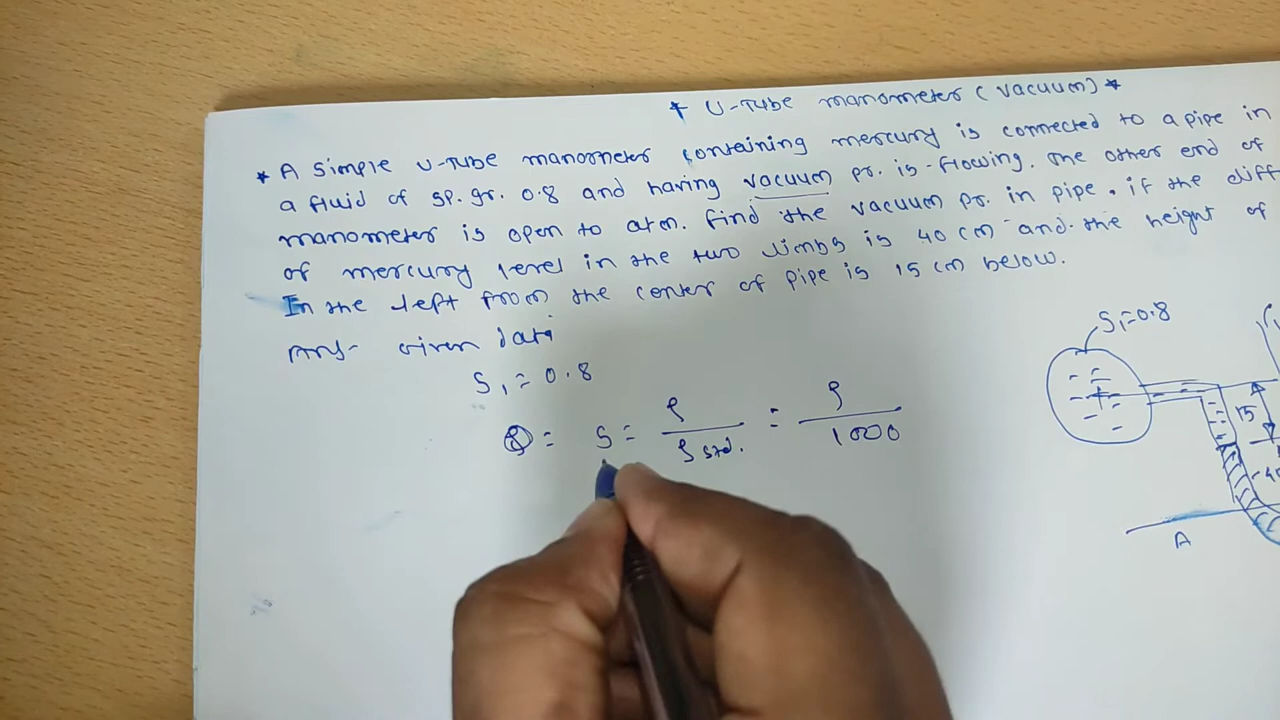 * U-Tube manometer (vacuum) *
* A simple U-Tube manometer containing mercury is connected to a pipe in
a fluid of sp.gr. 0.8 and having vacuum pr. is flowing. The other end of
manometer is open to atm. find the vacuum pr. in pipe. if the diff
of mercury level in the two limbs is 40 cm and the height of
In the left from the center of pipe is 15 cm below.
Ans- Given data
S₁ = 0.8
S = ρ / ρ std. = ρ / 1000
S₁=0.8
15
40
A